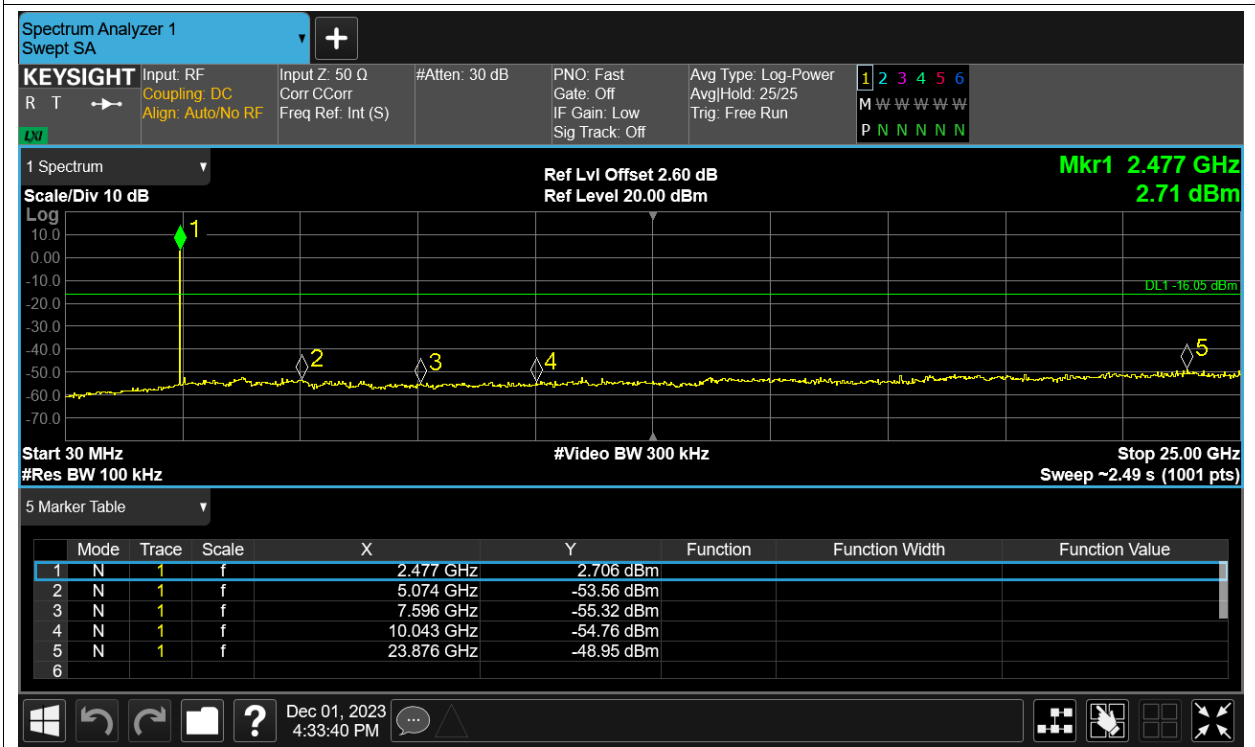 Spectrum Analyzer 1
Swept SA
KEYSIGHT Input: RF Input Z: 50 Ω #Atten: 30 dB PNO: Fast Avg Type: Log-Power 1 2 3 4 5 6
R T Coupling: DC Corr CCorr Gate: Off Avg|Hold: 25/25 M W W W W W
Align: Auto/No RF Freq Ref: Int (S) IF Gain: Low Trig: Free Run
LXI Sig Track: Off P N N N N N
1 Spectrum Ref Lvl Offset 2.60 dB Mkr1 2.477 GHz
Scale/Div 10 dB Ref Level 20.00 dBm 2.71 dBm
Log
1
10.0
0.00
-10.0
DL1 -16.05 dBm
-20.0
-30.0
-40.0
2 3 4 5
-50.0
-60.0
-70.0
Start 30 MHz #Video BW 300 kHz Stop 25.00 GHz
#Res BW 100 kHz Sweep ~2.49 s (1001 pts)
5 Marker Table
Mode Trace Scale X Y Function Function Width Function Value
1 N 1 f 2.477 GHz 2.706 dBm
2 N 1 f 5.074 GHz -53.56 dBm
3 N 1 f 7.596 GHz -55.32 dBm
4 N 1 f 10.043 GHz -54.76 dBm
5 N 1 f 23.876 GHz -48.95 dBm
6
? Dec 01, 2023
4:33:40 PM